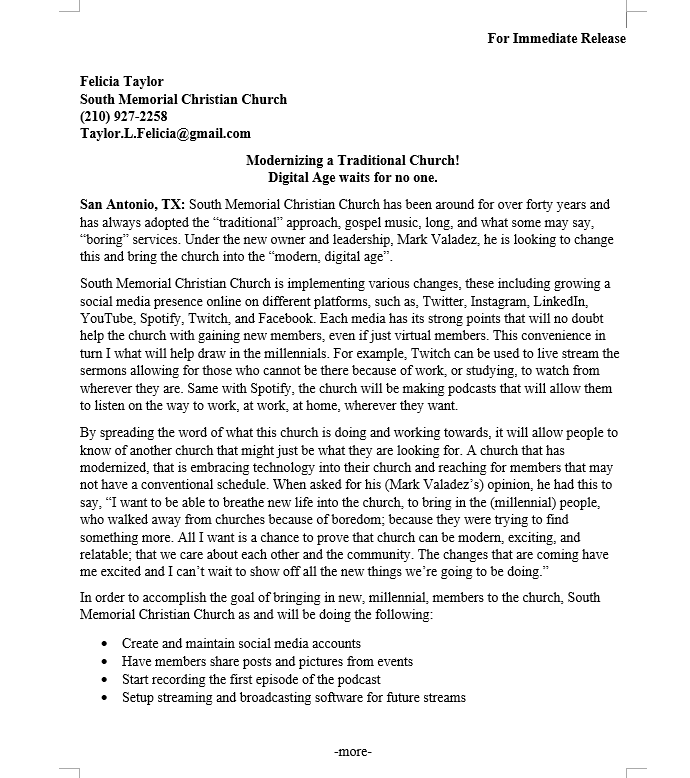 For Immediate Release
Felicia Taylor
South Memorial Christian Church
(210) 927-2258
Taylor.L.Felicia@gmail.com
Modernizing a Traditional Church!
Digital Age waits for no one.
San Antonio, TX: South Memorial Christian Church has been around for over forty years and
has always adopted the “traditional” approach, gospel music, long, and what some may say,
“boring” services. Under the new owner and leadership, Mark Valadez, he is looking to change
this and bring the church into the “modern, digital age”.
South Memorial Christian Church is implementing various changes, these including growing a
social media presence online on different platforms, such as, Twitter, Instagram, LinkedIn,
YouTube, Spotify, Twitch, and Facebook. Each media has its strong points that will no doubt
help the church with gaining new members, even if just virtual members. This convenience in
turn I what will help draw in the millennials. For example, Twitch can be used to live stream the
sermons allowing for those who cannot be there because of work, or studying, to watch from
wherever they are. Same with Spotify, the church will be making podcasts that will allow them
to listen on the way to work, at work, at home, wherever they want.
By spreading the word of what this church is doing and working towards, it will allow people to
know of another church that might just be what they are looking for. A church that has
modernized, that is embracing technology into their church and reaching for members that may
not have a conventional schedule. When asked for his (Mark Valadez’s) opinion, he had this to
say, “I want to be able to breathe new life into the church, to bring in the (millennial) people,
who walked away from churches because of boredom; because they were trying to find
something more. All I want is a chance to prove that church can be modern, exciting, and
relatable; that we care about each other and the community. The changes that are coming have
me excited and I can’t wait to show off all the new things we’re going to be doing.”
In order to accomplish the goal of bringing in new, millennial, members to the church, South
Memorial Christian Church as and will be doing the following:
• Create and maintain social media accounts
• Have members share posts and pictures from events
• Start recording the first episode of the podcast
• Setup streaming and broadcasting software for future streams
-more-